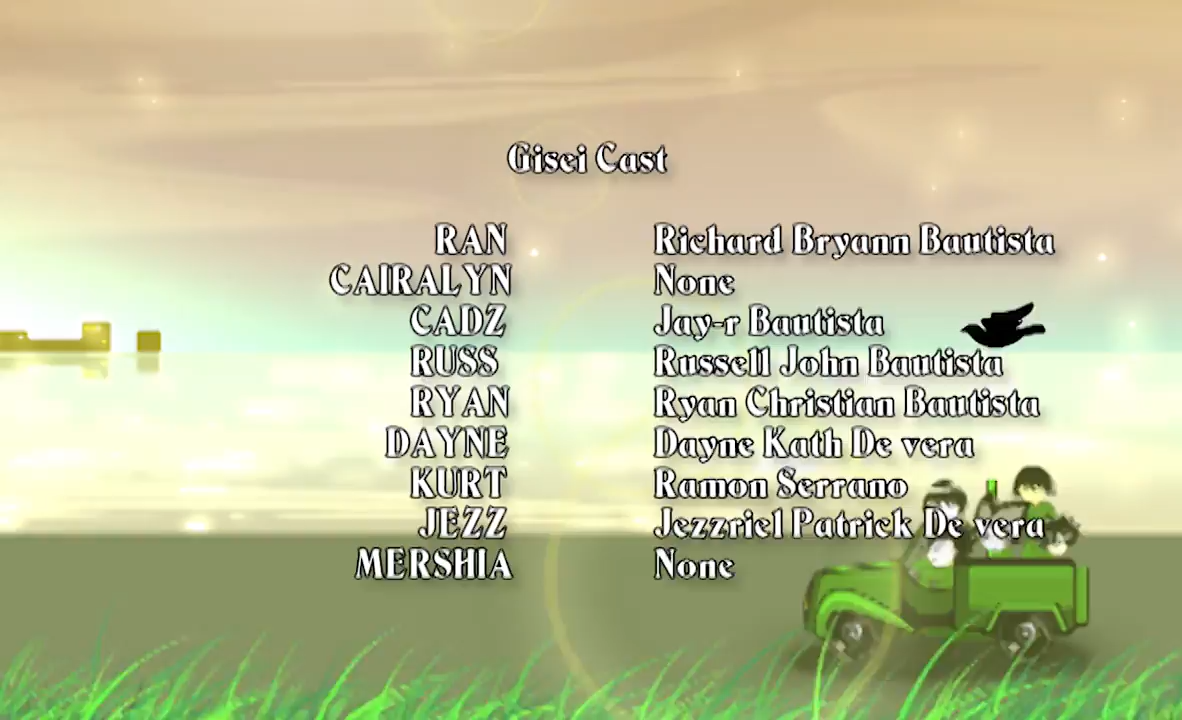 Gisei Cast
RAN Richard Bryann Bautista
CAIRALYN None
CADZ Jay-r Bautista
RUSS Russell John Bautista
RYAN Ryan Christian Bautista
DAYNE Dayne Kath De vera
KURT Ramon Serrano
JEZZ Jezzriel Patrick De vera
MERSHIA None